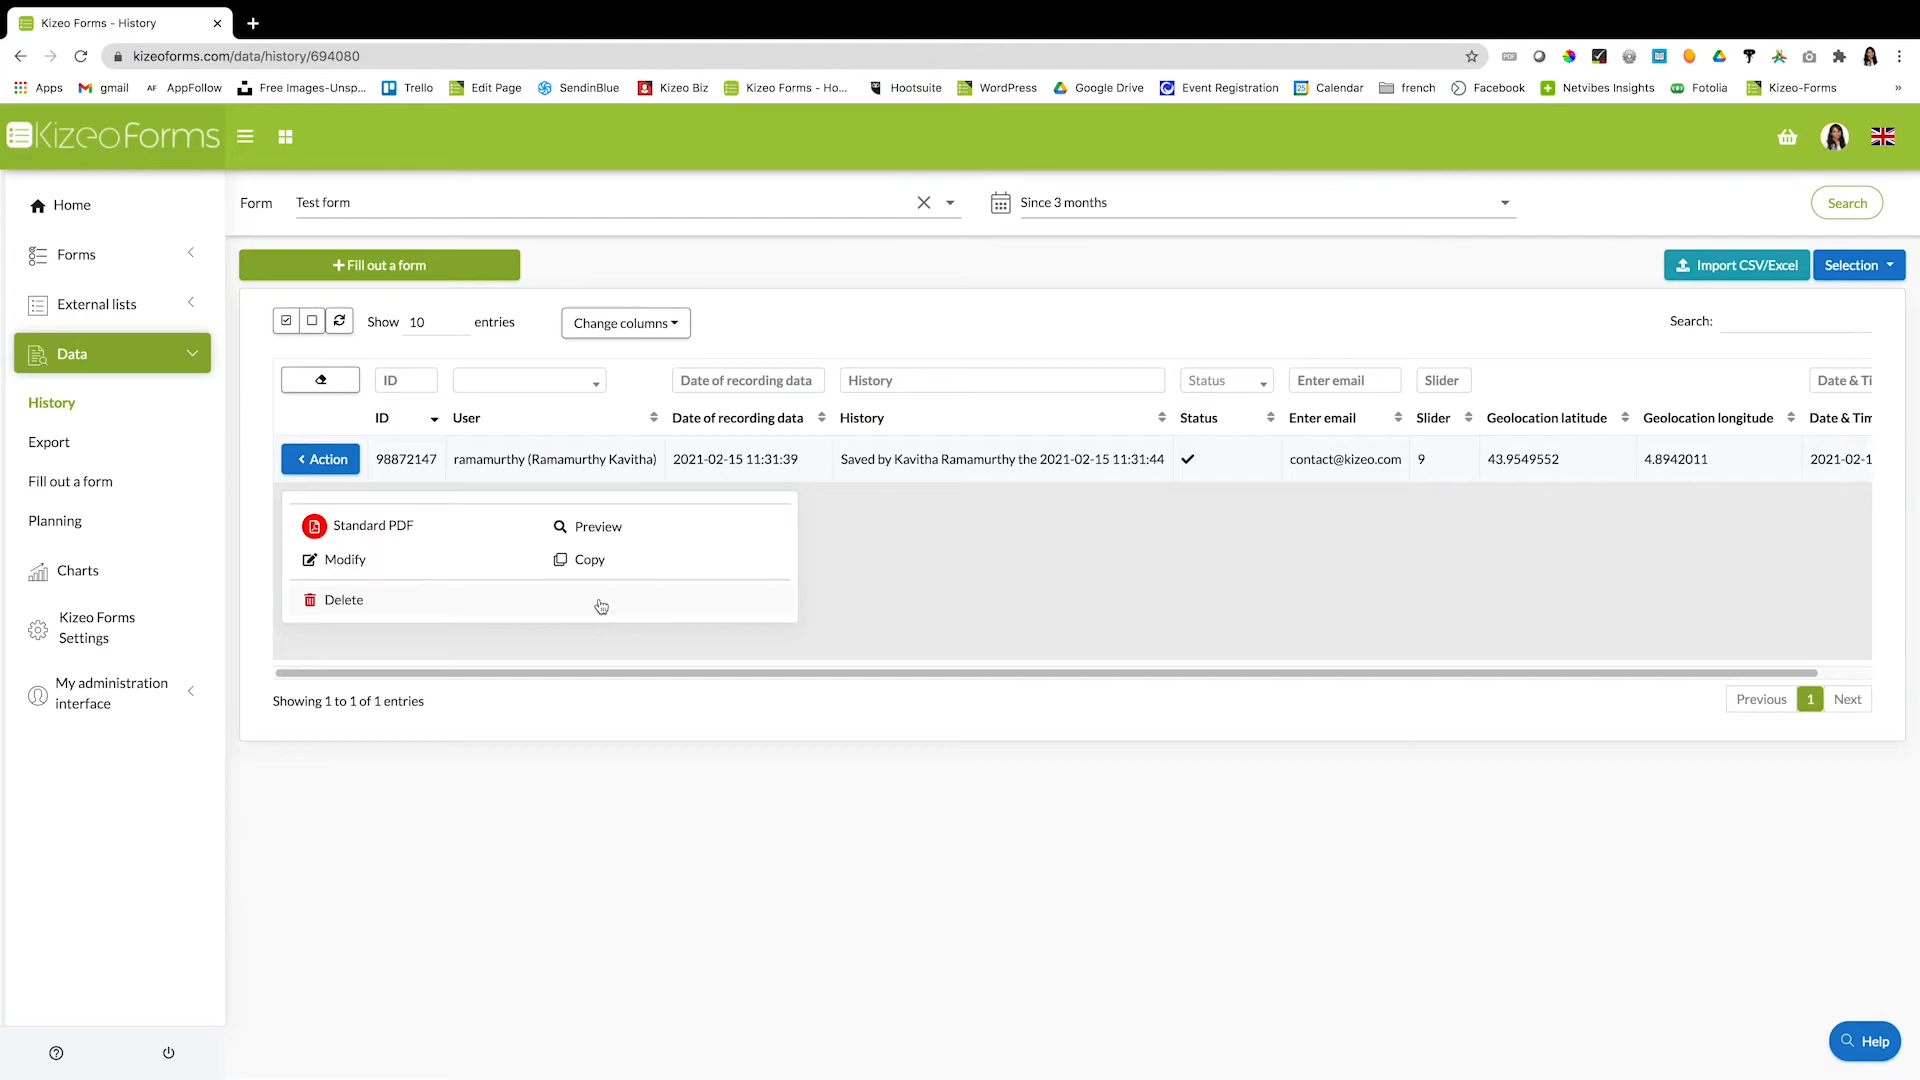 Kizeo Forms - History
kizeoforms.com/data/history/694080
Apps gmail AF AppFollow Free Images-Unsp... Trello Edit Page SendinBlue Kizeo Biz Kizeo Forms - Ho... Hootsuite WordPress Google Drive Event Registration Calendar french Facebook Netvibes Insights Fotolia Kizeo-Forms »
KizeoForms
Home
Forms
External lists
Data
History
Export
Fill out a form
Planning
Charts
Kizeo Forms
Settings
My administration
interface
Form Test form Since 3 months Search
+ Fill out a form Import CSV/Excel Selection
Show 10 entries Change columns Search:
ID Date of recording data History Status Enter email Slider Date & Ti
ID User Date of recording data History Status Enter email Slider Geolocation latitude Geolocation longitude Date & Tim
Action 98872147 ramamurthy (Ramamurthy Kavitha) 2021-02-15 11:31:39 Saved by Kavitha Ramamurthy the 2021-02-15 11:31:44 contact@kizeo.com 9 43.9549552 4.8942011 2021-02-1
Standard PDF Preview
Modify Copy
Delete
Showing 1 to 1 of 1 entries Previous 1 Next
Help